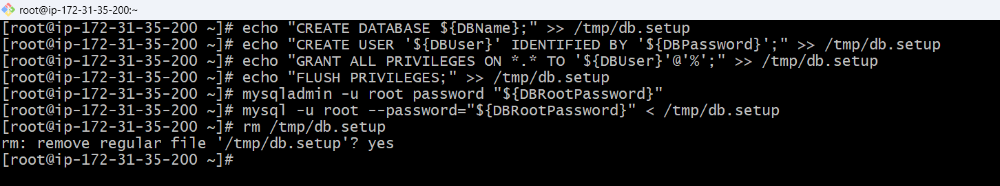 root@ip-172-31-35-200:~
[root@ip-172-31-35-200 ~]# echo "CREATE DATABASE ${DBName};" >> /tmp/db.setup
[root@ip-172-31-35-200 ~]# echo "CREATE USER '${DBUser}' IDENTIFIED BY '${DBPassword}';" >> /tmp/db.setup
[root@ip-172-31-35-200 ~]# echo "GRANT ALL PRIVILEGES ON *.* TO '${DBUser}'@'%';" >> /tmp/db.setup
[root@ip-172-31-35-200 ~]# echo "FLUSH PRIVILEGES;" >> /tmp/db.setup
[root@ip-172-31-35-200 ~]# mysqladmin -u root password "${DBRootPassword}"
[root@ip-172-31-35-200 ~]# mysql -u root --password="${DBRootPassword}" < /tmp/db.setup
[root@ip-172-31-35-200 ~]# rm /tmp/db.setup
rm: remove regular file '/tmp/db.setup'? yes
[root@ip-172-31-35-200 ~]#